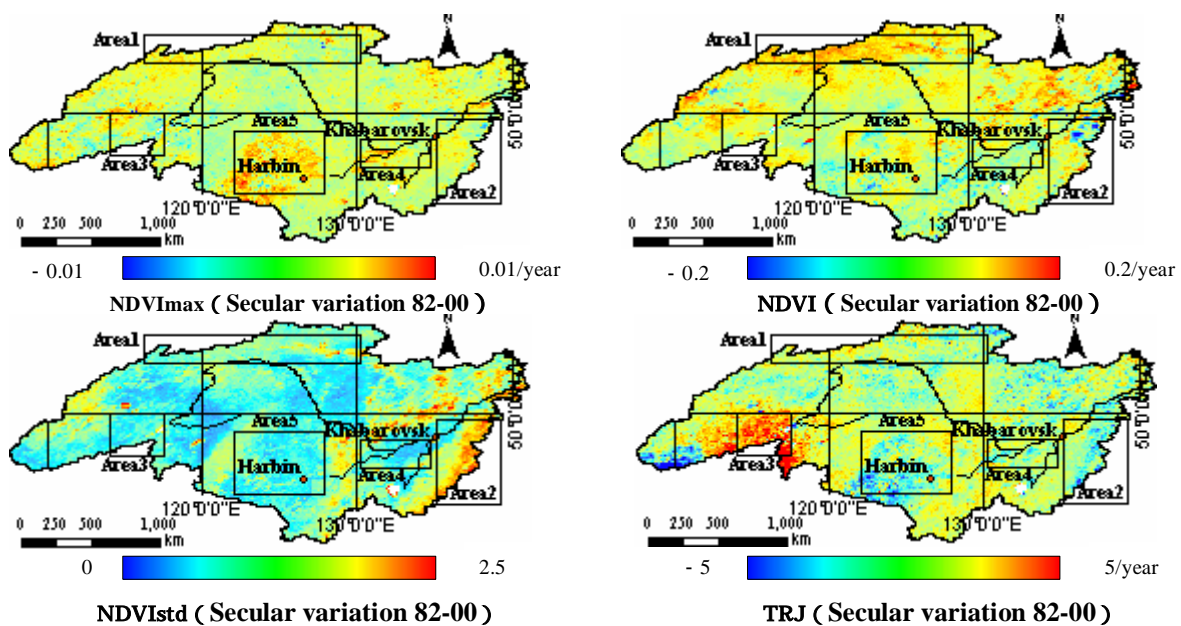 N
Area1
50°0'0"
Area5
Khabarovsk
Area3
Harbin
Area4
Area2
120°0'0"E
130°0'0"E
0 250 500 1,000
km
- 0.01
0.01/year
NDVImax ( Secular variation 82-00 )
N
Area1
50°0'0"
Area5
Khabarovsk
Area3
Harbin
Area4
Area2
120°0'0"E
130°0'0"E
0 250 500 1,000
km
- 0.2
0.2/year
NDVI ( Secular variation 82-00 )
N
Area1
50°0'0"
Area5
Khabarovsk
Area3
Harbin
Area4
Area2
120°0'0"E
130°0'0"E
0 250 500 1,000
km
0
2.5
NDVIstd ( Secular variation 82-00 )
N
Area1
50°0'0"
Area5
Khabarovsk
Area3
Harbin
Area4
Area2
120°0'0"E
130°0'0"E
0 250 500 1,000
km
- 5
5/year
TRJ ( Secular variation 82-00 )